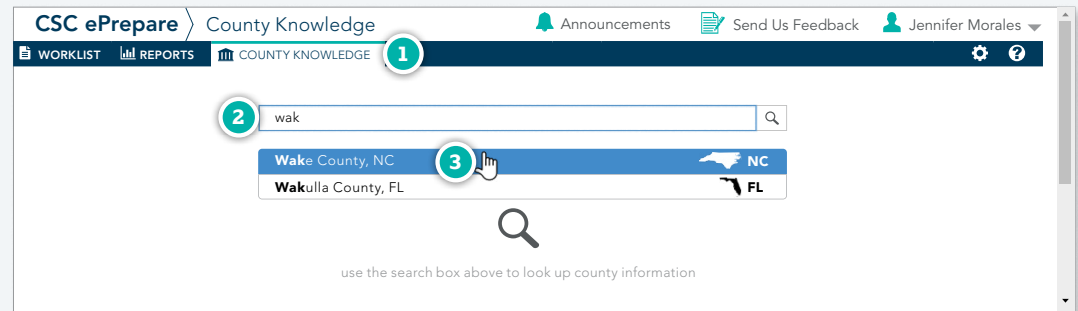 CSC ePrepare County Knowledge Announcements Send Us Feedback Jennifer Morales
WORKLIST REPORTS COUNTY KNOWLEDGE 1
2 wak
Wake County, NC 3 NC
Wakulla County, FL FL
use the search box above to look up county information